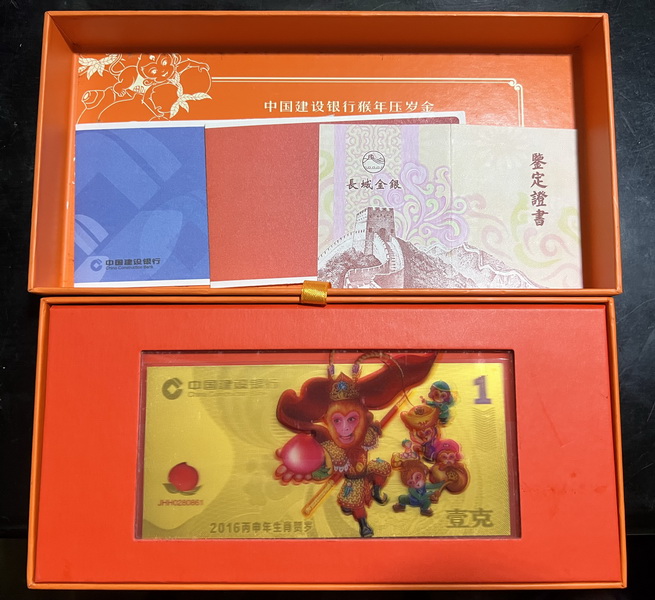 中国建设银行猴年压岁金
長城金銀
鑒定證書
中国建设银行
China Construction Bank
中国建设银行
China Construction Bank
1
JHH0280861
2016丙申年生肖贺岁
壹克